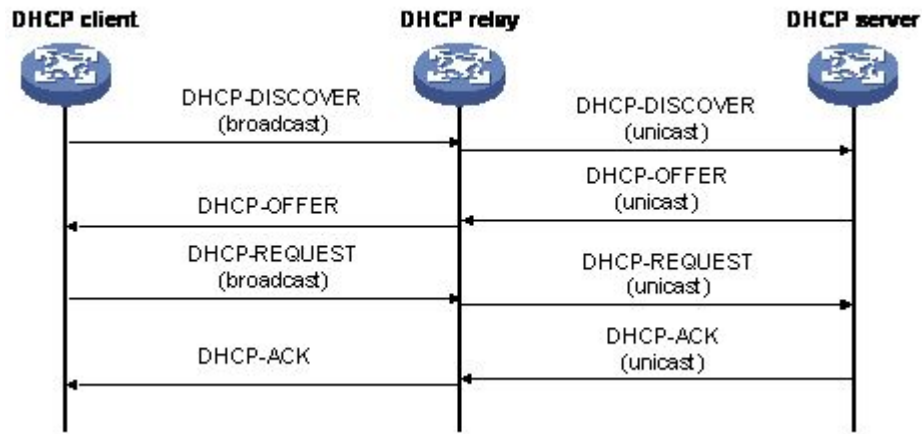 DHCP client
DHCP relay
DHCP server
DHCP-DISCOVER
(broadcast)
DHCP-DISCOVER
(unicast)
DHCP-OFFER
(unicast)
DHCP-OFFER
DHCP-REQUEST
(broadcast)
DHCP-REQUEST
(unicast)
DHCP-ACK
(unicast)
DHCP-ACK